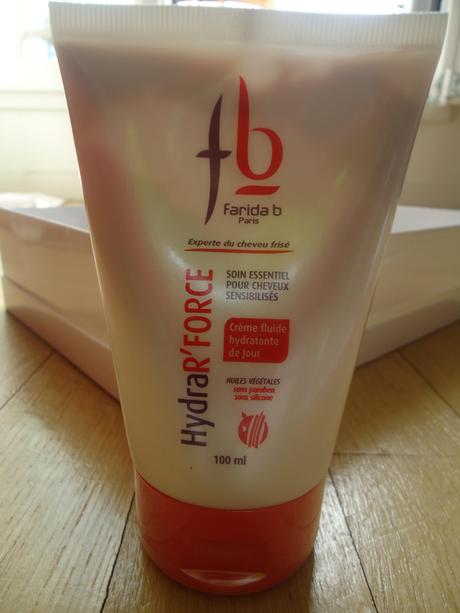 fb
farida b
Paris
Experte du cheveu frisé
HydraR'FORCE
SOIN ESSENTIEL
POUR CHEVEUX
SENSIBILISÉS
Crème fluide
hydratante
de Jour
HUILES VÉGÉTALES
sans paraben
sans silicone
100 ml